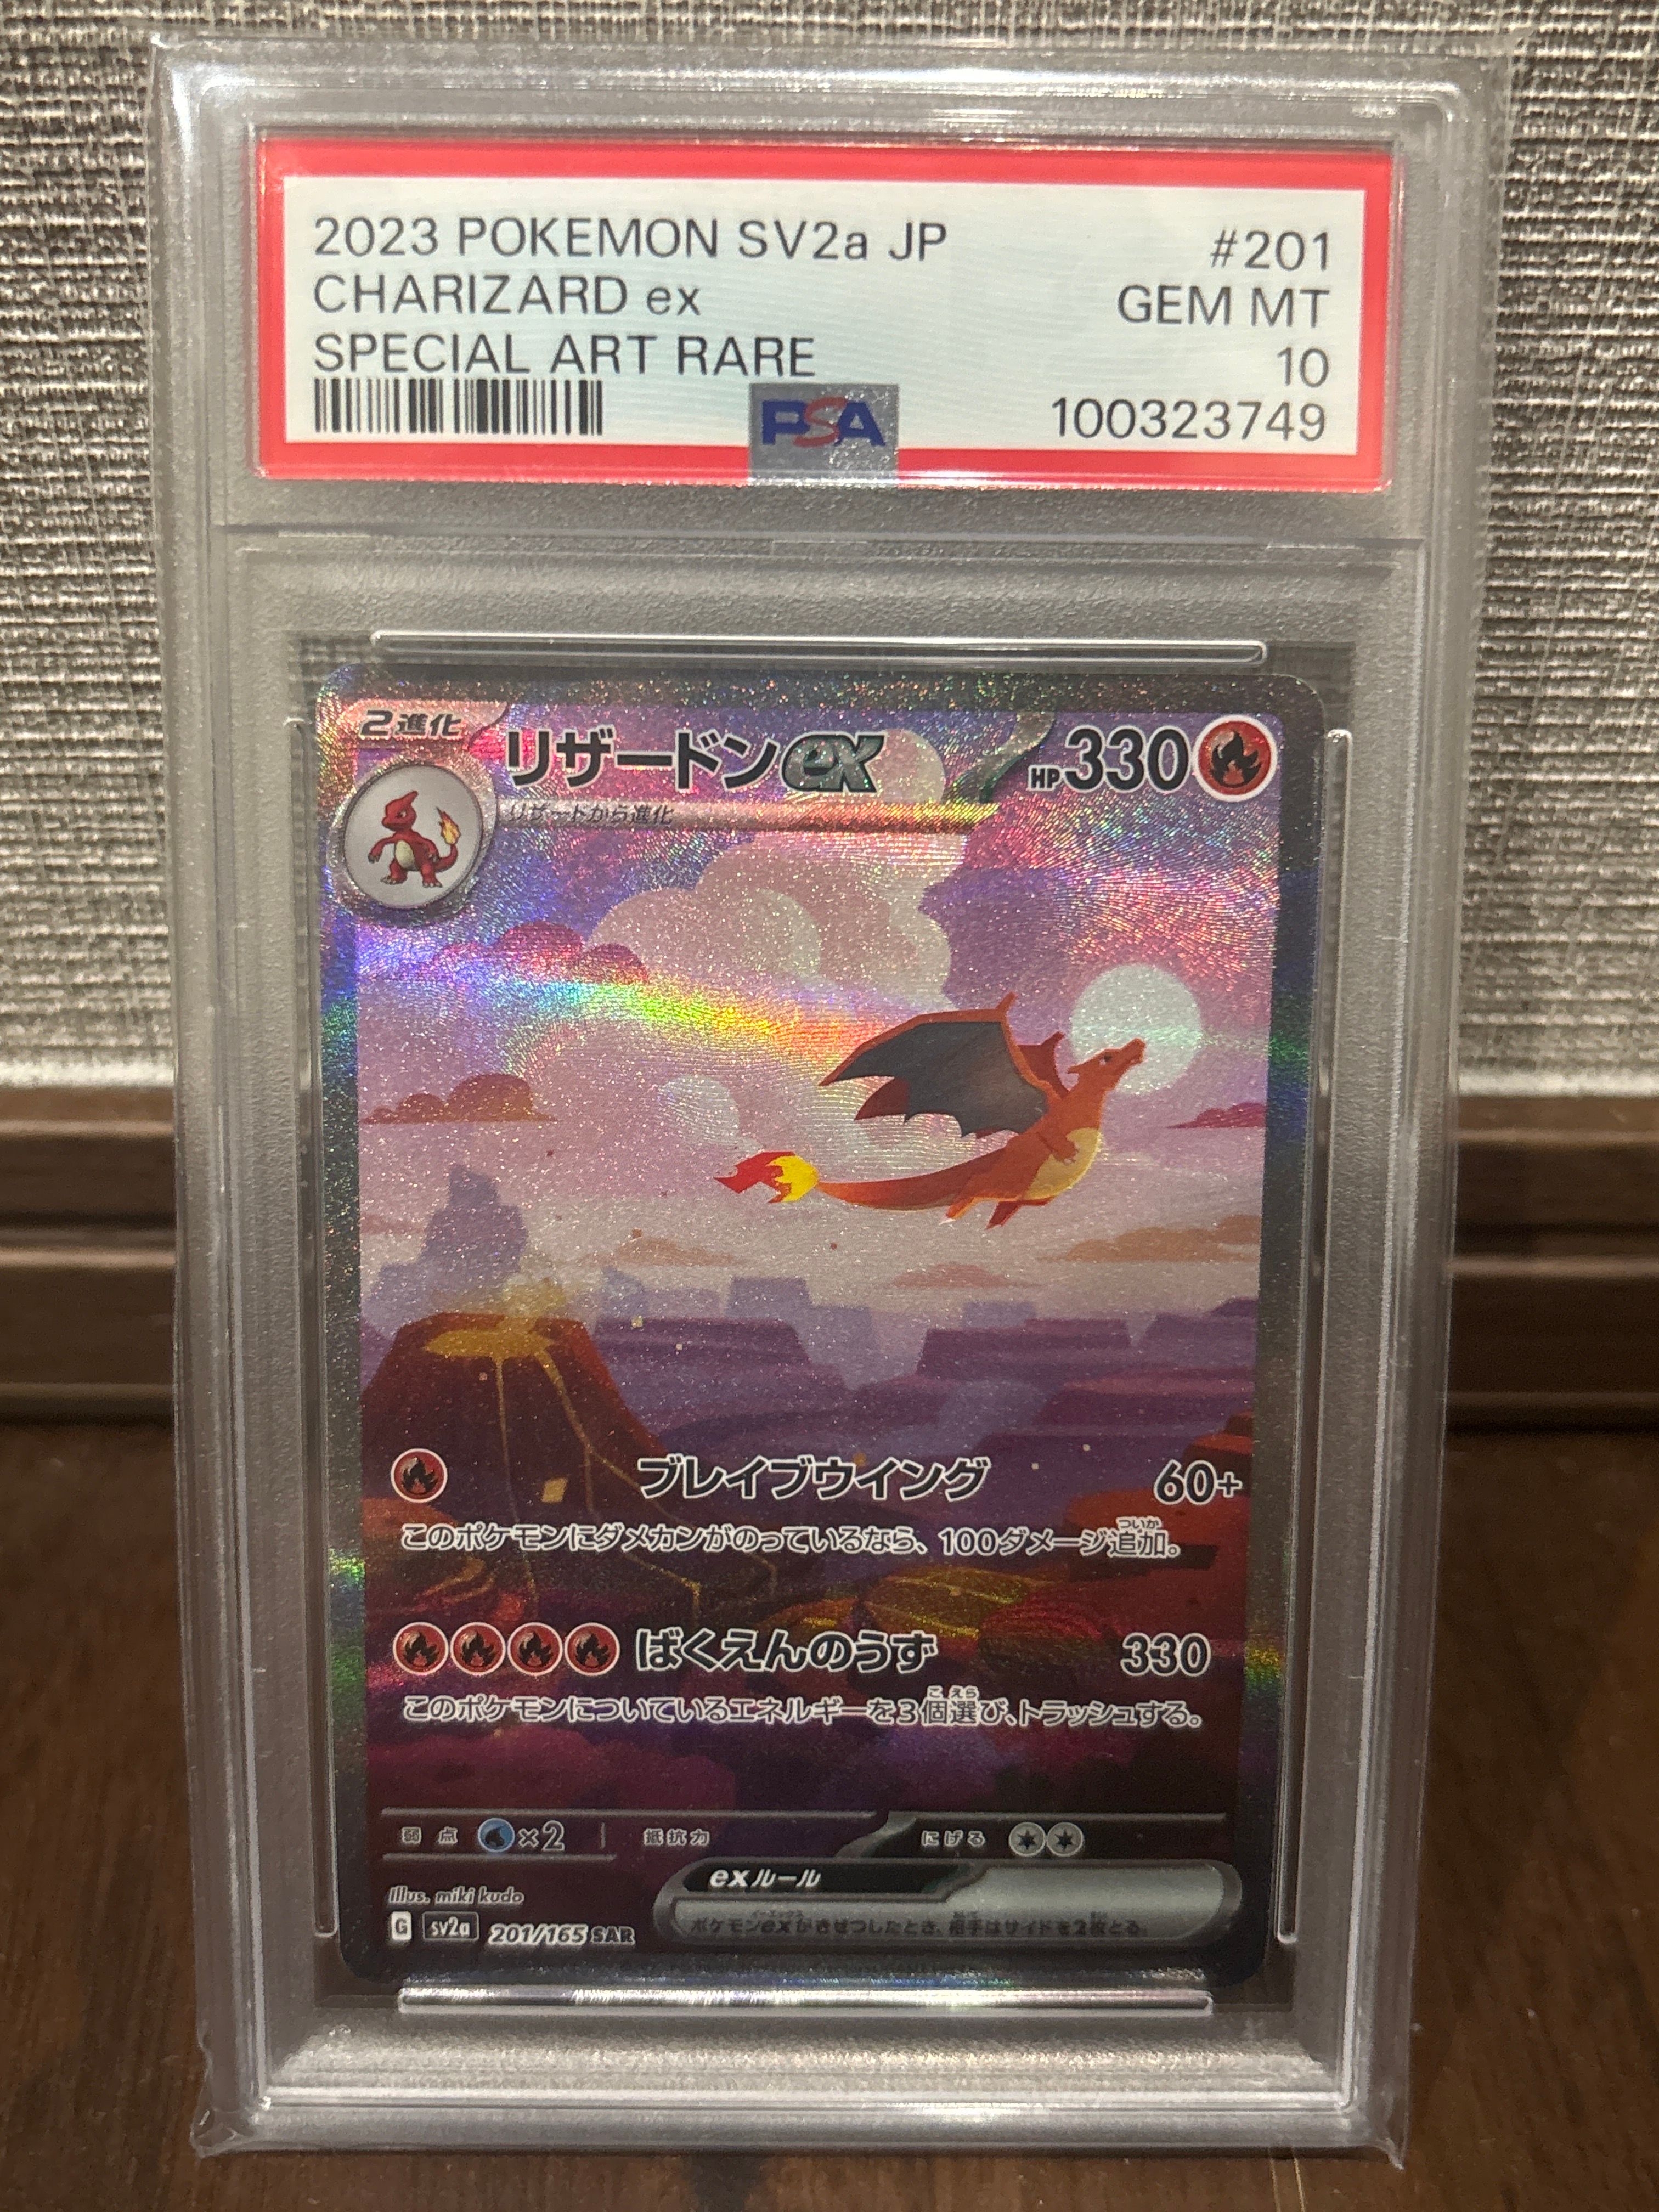 2023 POKEMON SV2a JP #201
CHARIZARD ex GEM MT
SPECIAL ART RARE 10
PSA 100323749
2進化 リザードンex HP330
リザードから進化
ブレイブウイング 60+
このポケモンにダメカンがのっているなら、100ダメージ追加。
ついか
ばくえんのうず 330
このポケモンについているエネルギーを3個選び、トラッシュする。
こ えら
弱点 ×2 抵抗力 にげる
exルール
ポケモンexがきぜつしたとき、相手はサイドを2枚とる。
Illus. miki kudo
G sv2a 201/165 SAR